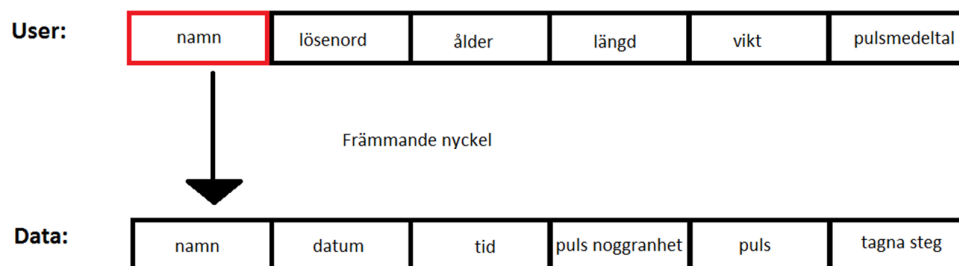 User: namn lösenord ålder längd vikt pulsmedeltal
Främmande nyckel
Data: namn datum tid puls noggranhet puls tagna steg